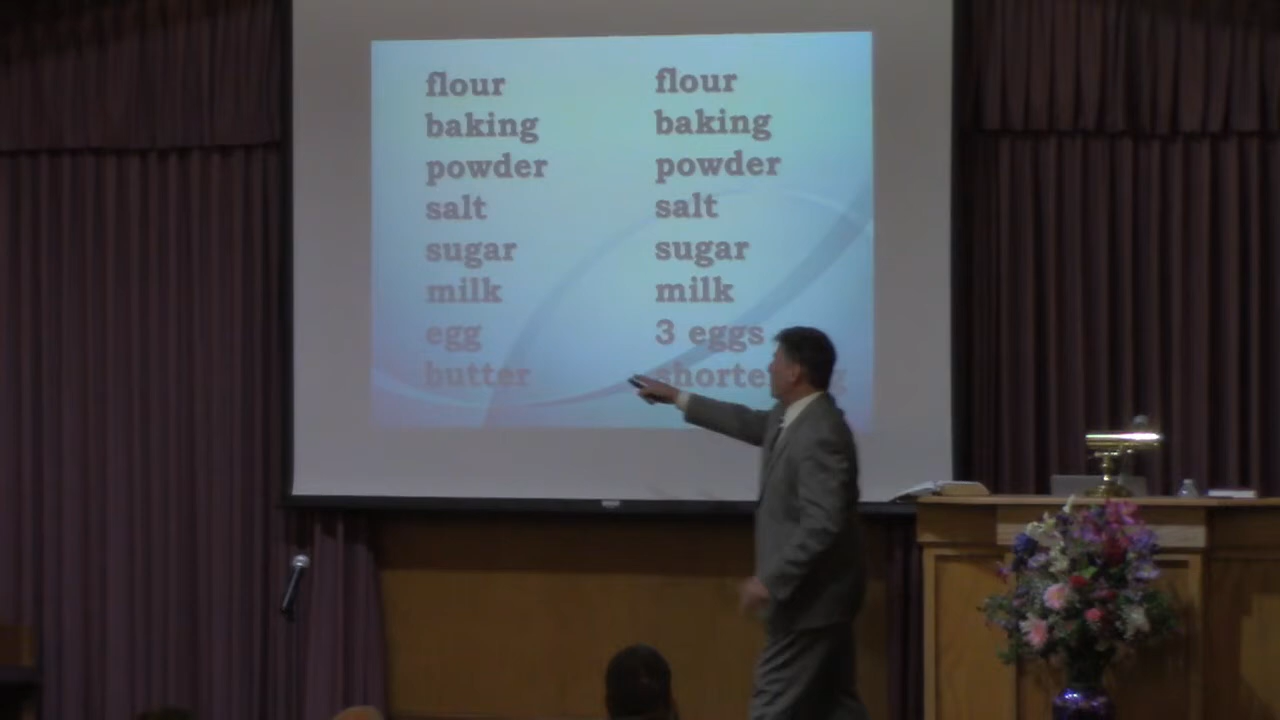 flour
baking
powder
salt
sugar
milk
egg
butter
flour
baking
powder
salt
sugar
milk
3 eggs